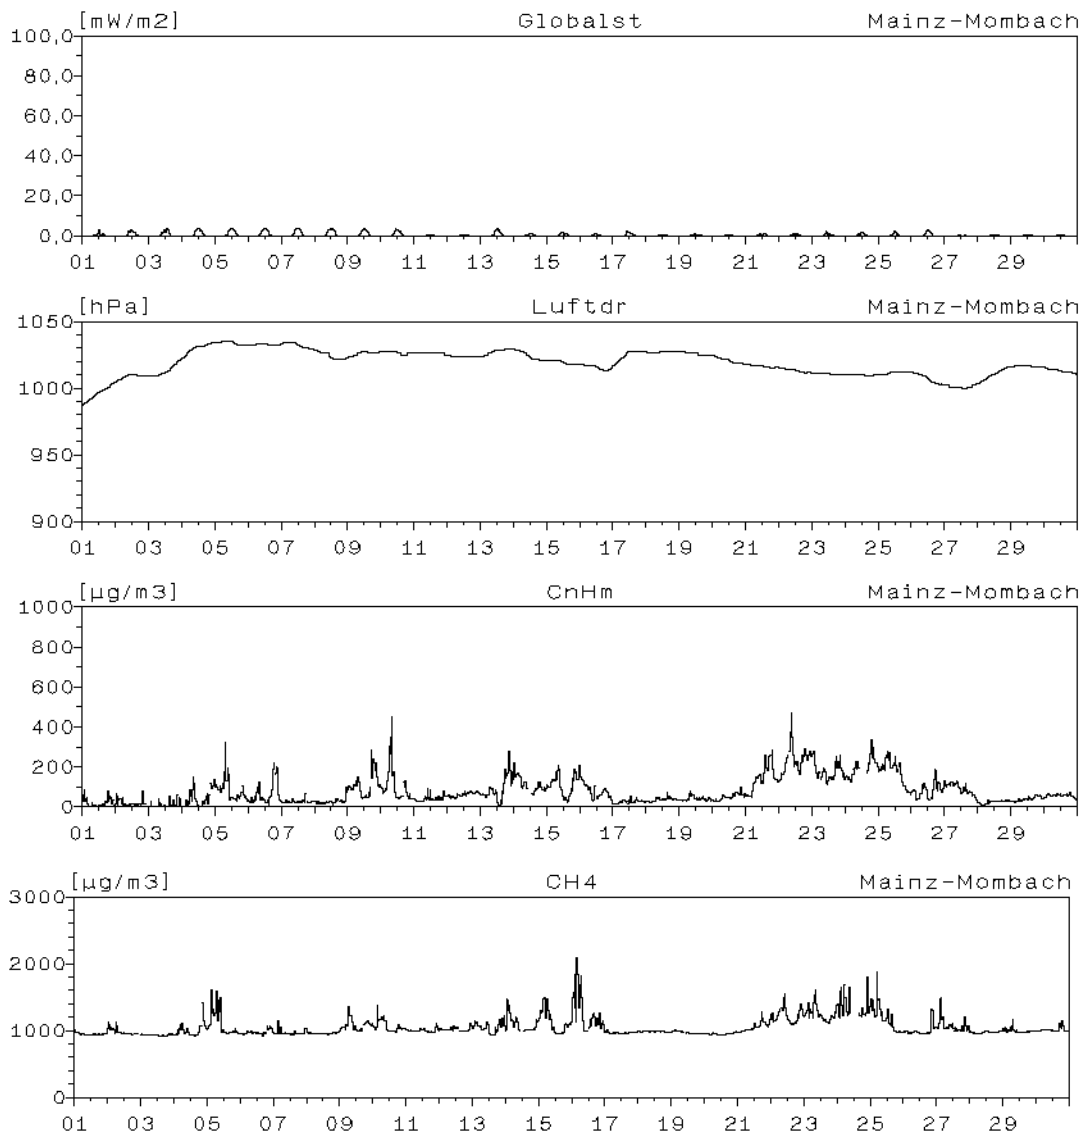 [mW/m2] Globalst Mainz-Mombach
100,0
80,0
60,0
40,0
20,0
0,0
01 03 05 07 09 11 13 15 17 19 21 23 25 27 29
[hPa] Luftdr Mainz-Mombach
1050
1000
950
900
01 03 05 07 09 11 13 15 17 19 21 23 25 27 29
[µg/m3] CnHm Mainz-Mombach
1000
800
600
400
200
0
01 03 05 07 09 11 13 15 17 19 21 23 25 27 29
[µg/m3] CH4 Mainz-Mombach
3000
2000
1000
0
01 03 05 07 09 11 13 15 17 19 21 23 25 27 29